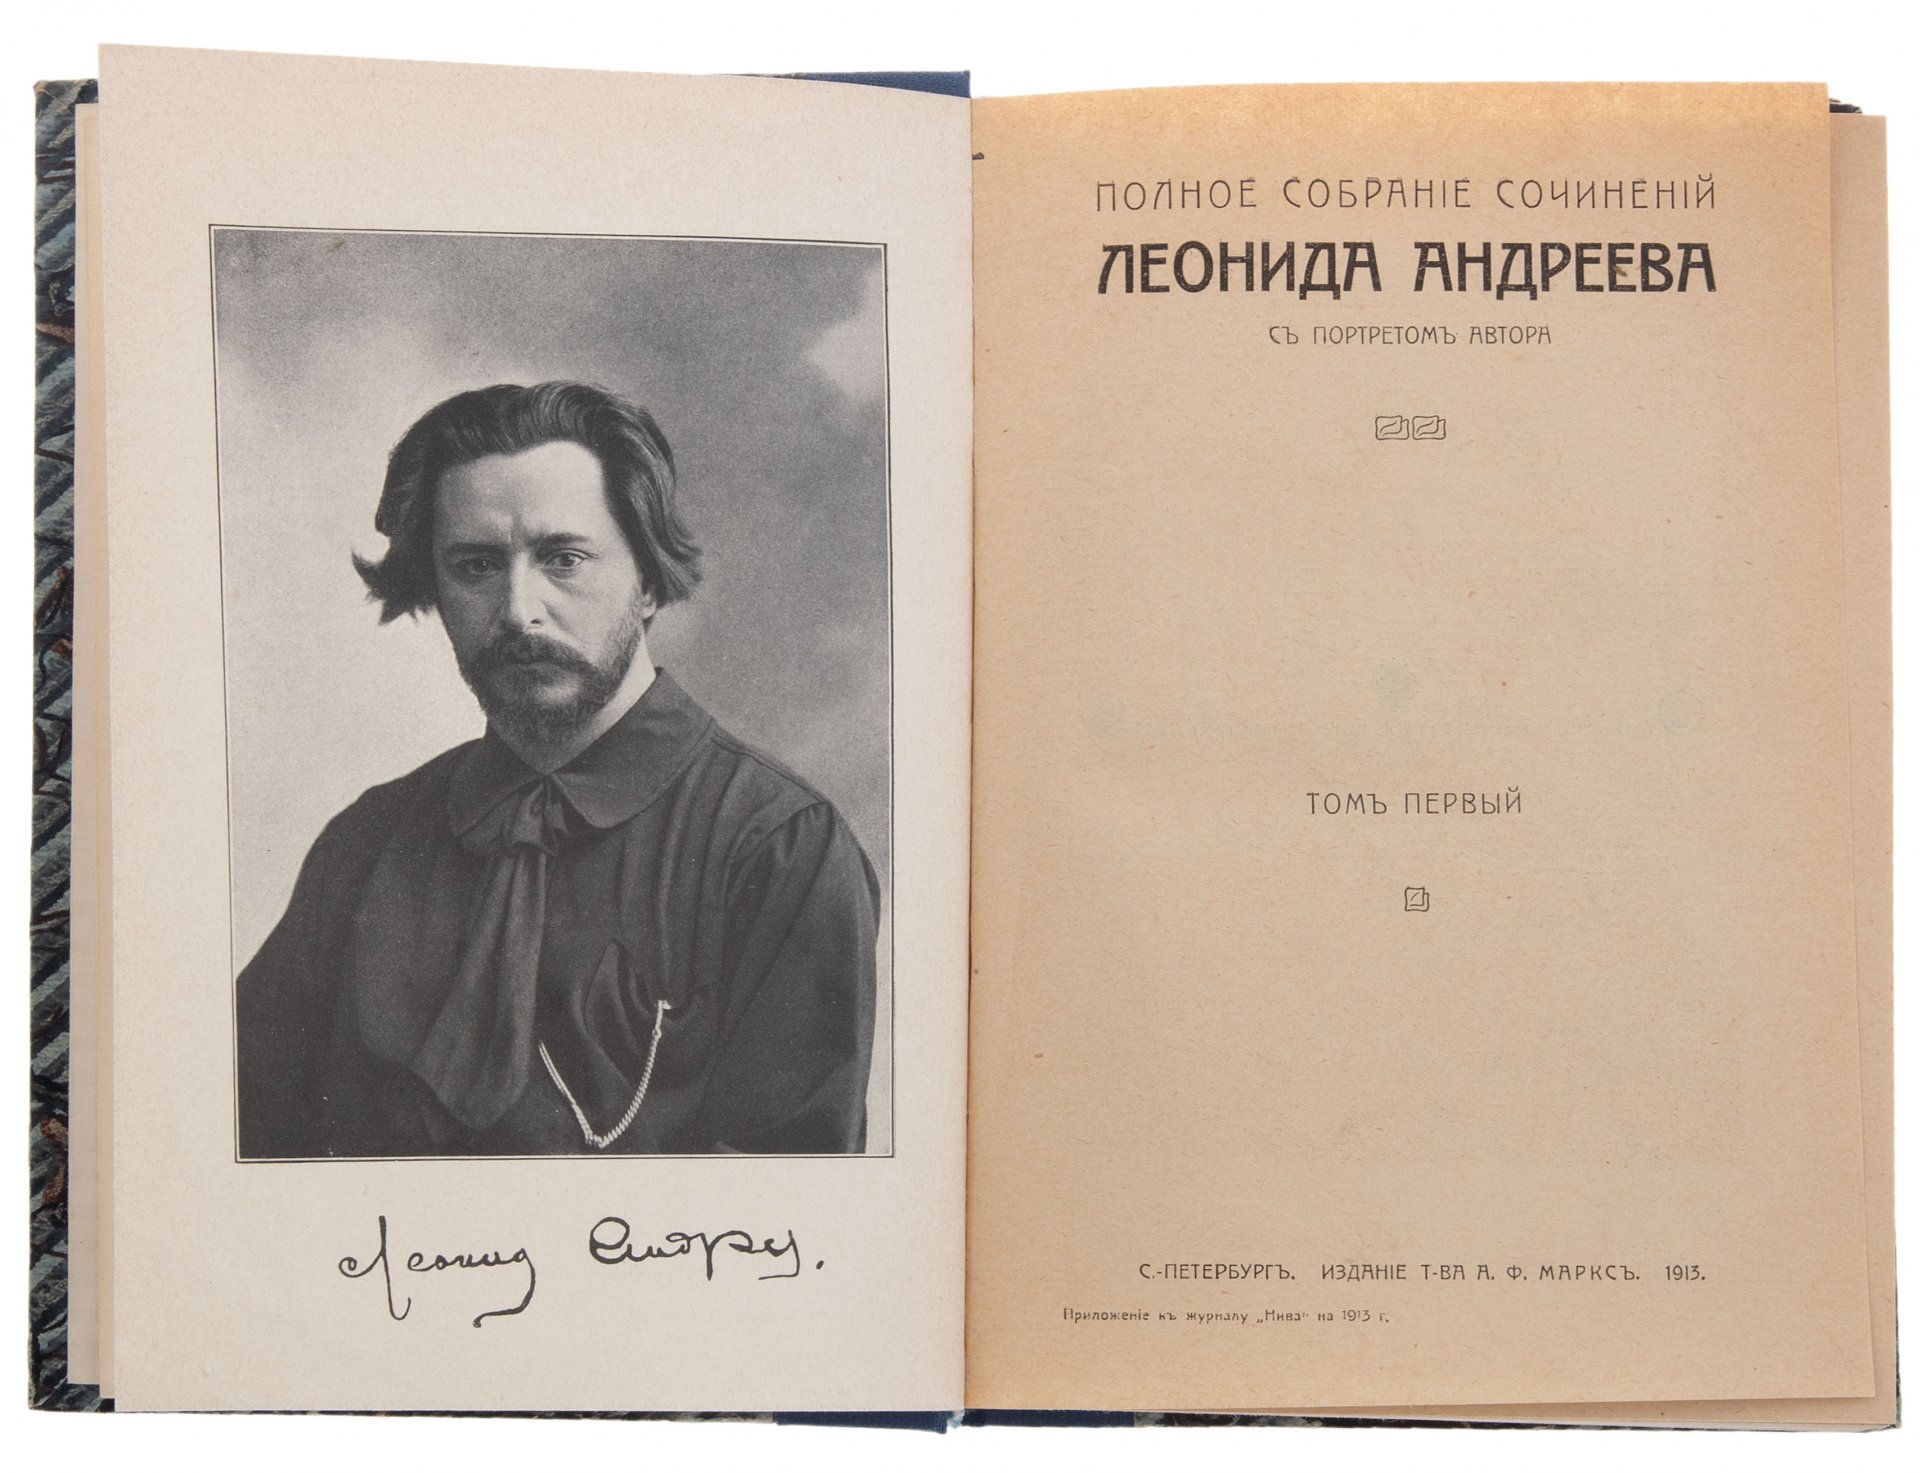 Леонид Андреев.
ПОЛНОЕ СОБРАНІЕ СОЧИНЕНІЙ
ЛЕОНИДА АНДРЕЕВА
СЪ ПОРТРЕТОМЪ АВТОРА
ТОМЪ ПЕРВЫЙ
С.-ПЕТЕРБУРГЪ. ИЗДАНІЕ Т-ВА А. Ф. МАРКСЪ. 1913.
Приложеніе къ журналу „Нива“ на 1913 г.